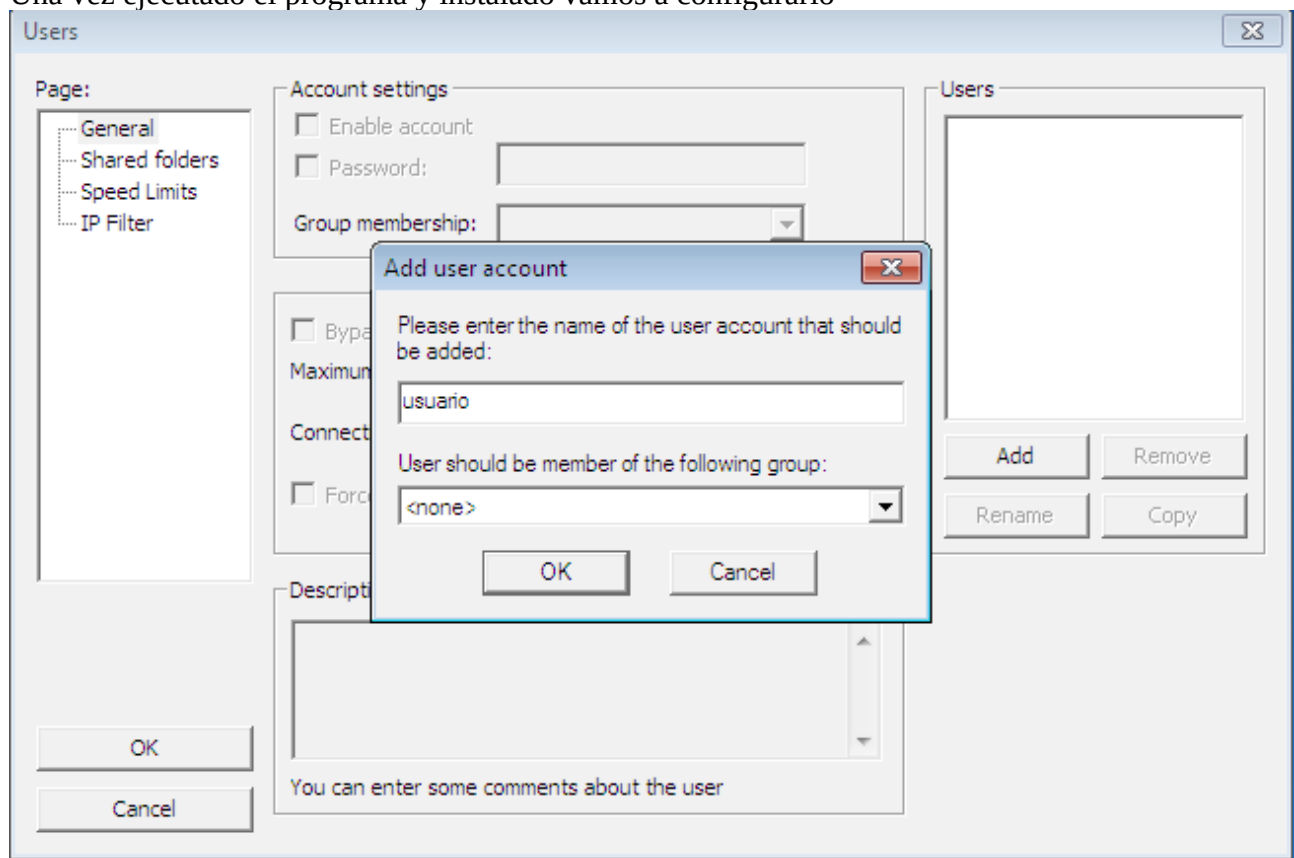 Una vez ejecutado el programa y instalado vamos a configurarlo
Users
Page:
General
Shared folders
Speed Limits
IP Filter
Account settings
Enable account
Password:
Group membership:
Maximum
Add user account
Please enter the name of the user account that should
be added:
usuario
User should be member of the following group:
<none>
OK
Cancel
You can enter some comments about the user
Users
Add
Remove
Rename
Copy
OK
Cancel